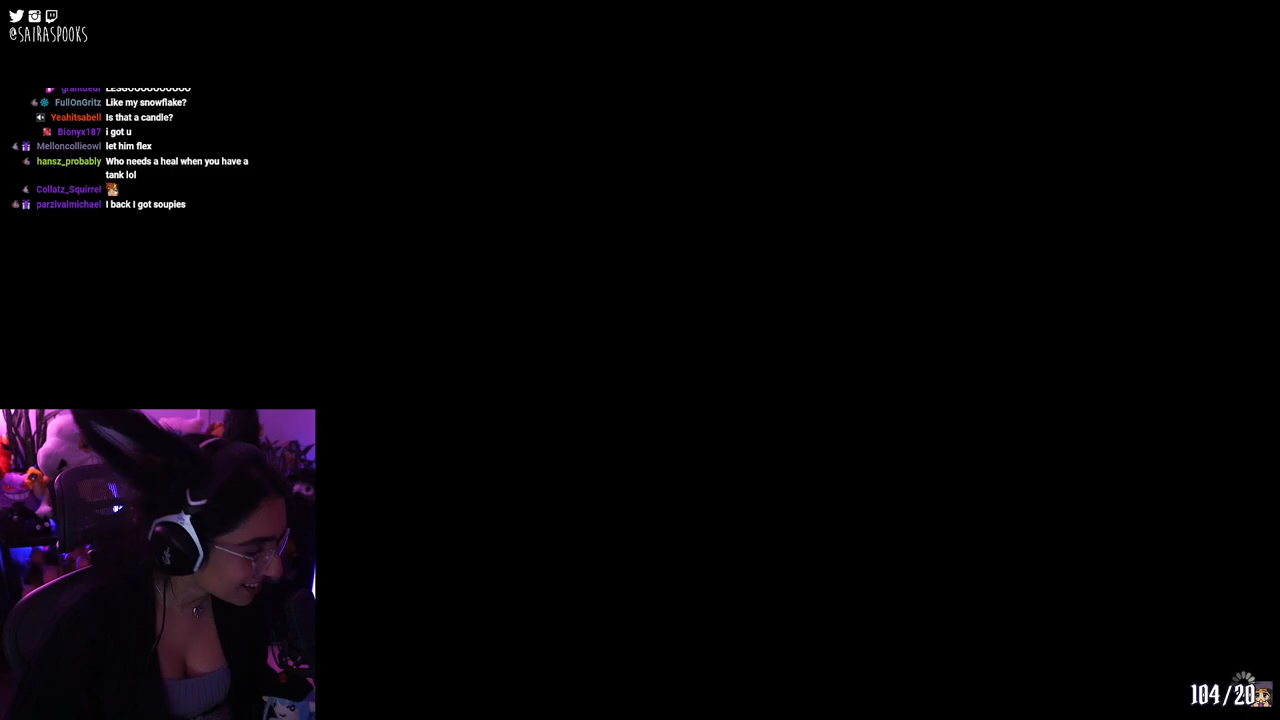 @SAIRASPOOKS
FullOnGritz Like my snowflake?
Yeahitsabell Is that a candle?
Bionyx187 i got u
Melloncollieowl let him flex
hansz_probably Who needs a heal when you have a
tank lol
Collatz_Squirrel
parzivalmichael I back I got soupies
104/20